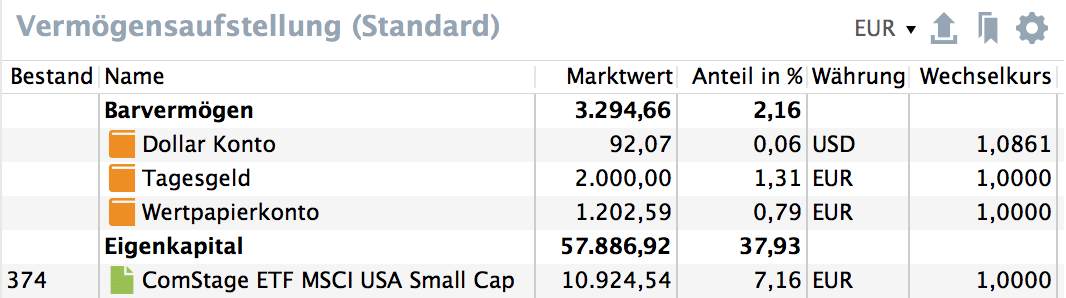 Vermögensaufstellung (Standard) EUR
Bestand Name Marktwert Anteil in % Währung Wechselkurs
Barvermögen 3.294,66 2,16
Dollar Konto 92,07 0,06 USD 1,0861
Tagesgeld 2.000,00 1,31 EUR 1,0000
Wertpapierkonto 1.202,59 0,79 EUR 1,0000
Eigenkapital 57.886,92 37,93
374 ComStage ETF MSCI USA Small Cap 10.924,54 7,16 EUR 1,0000